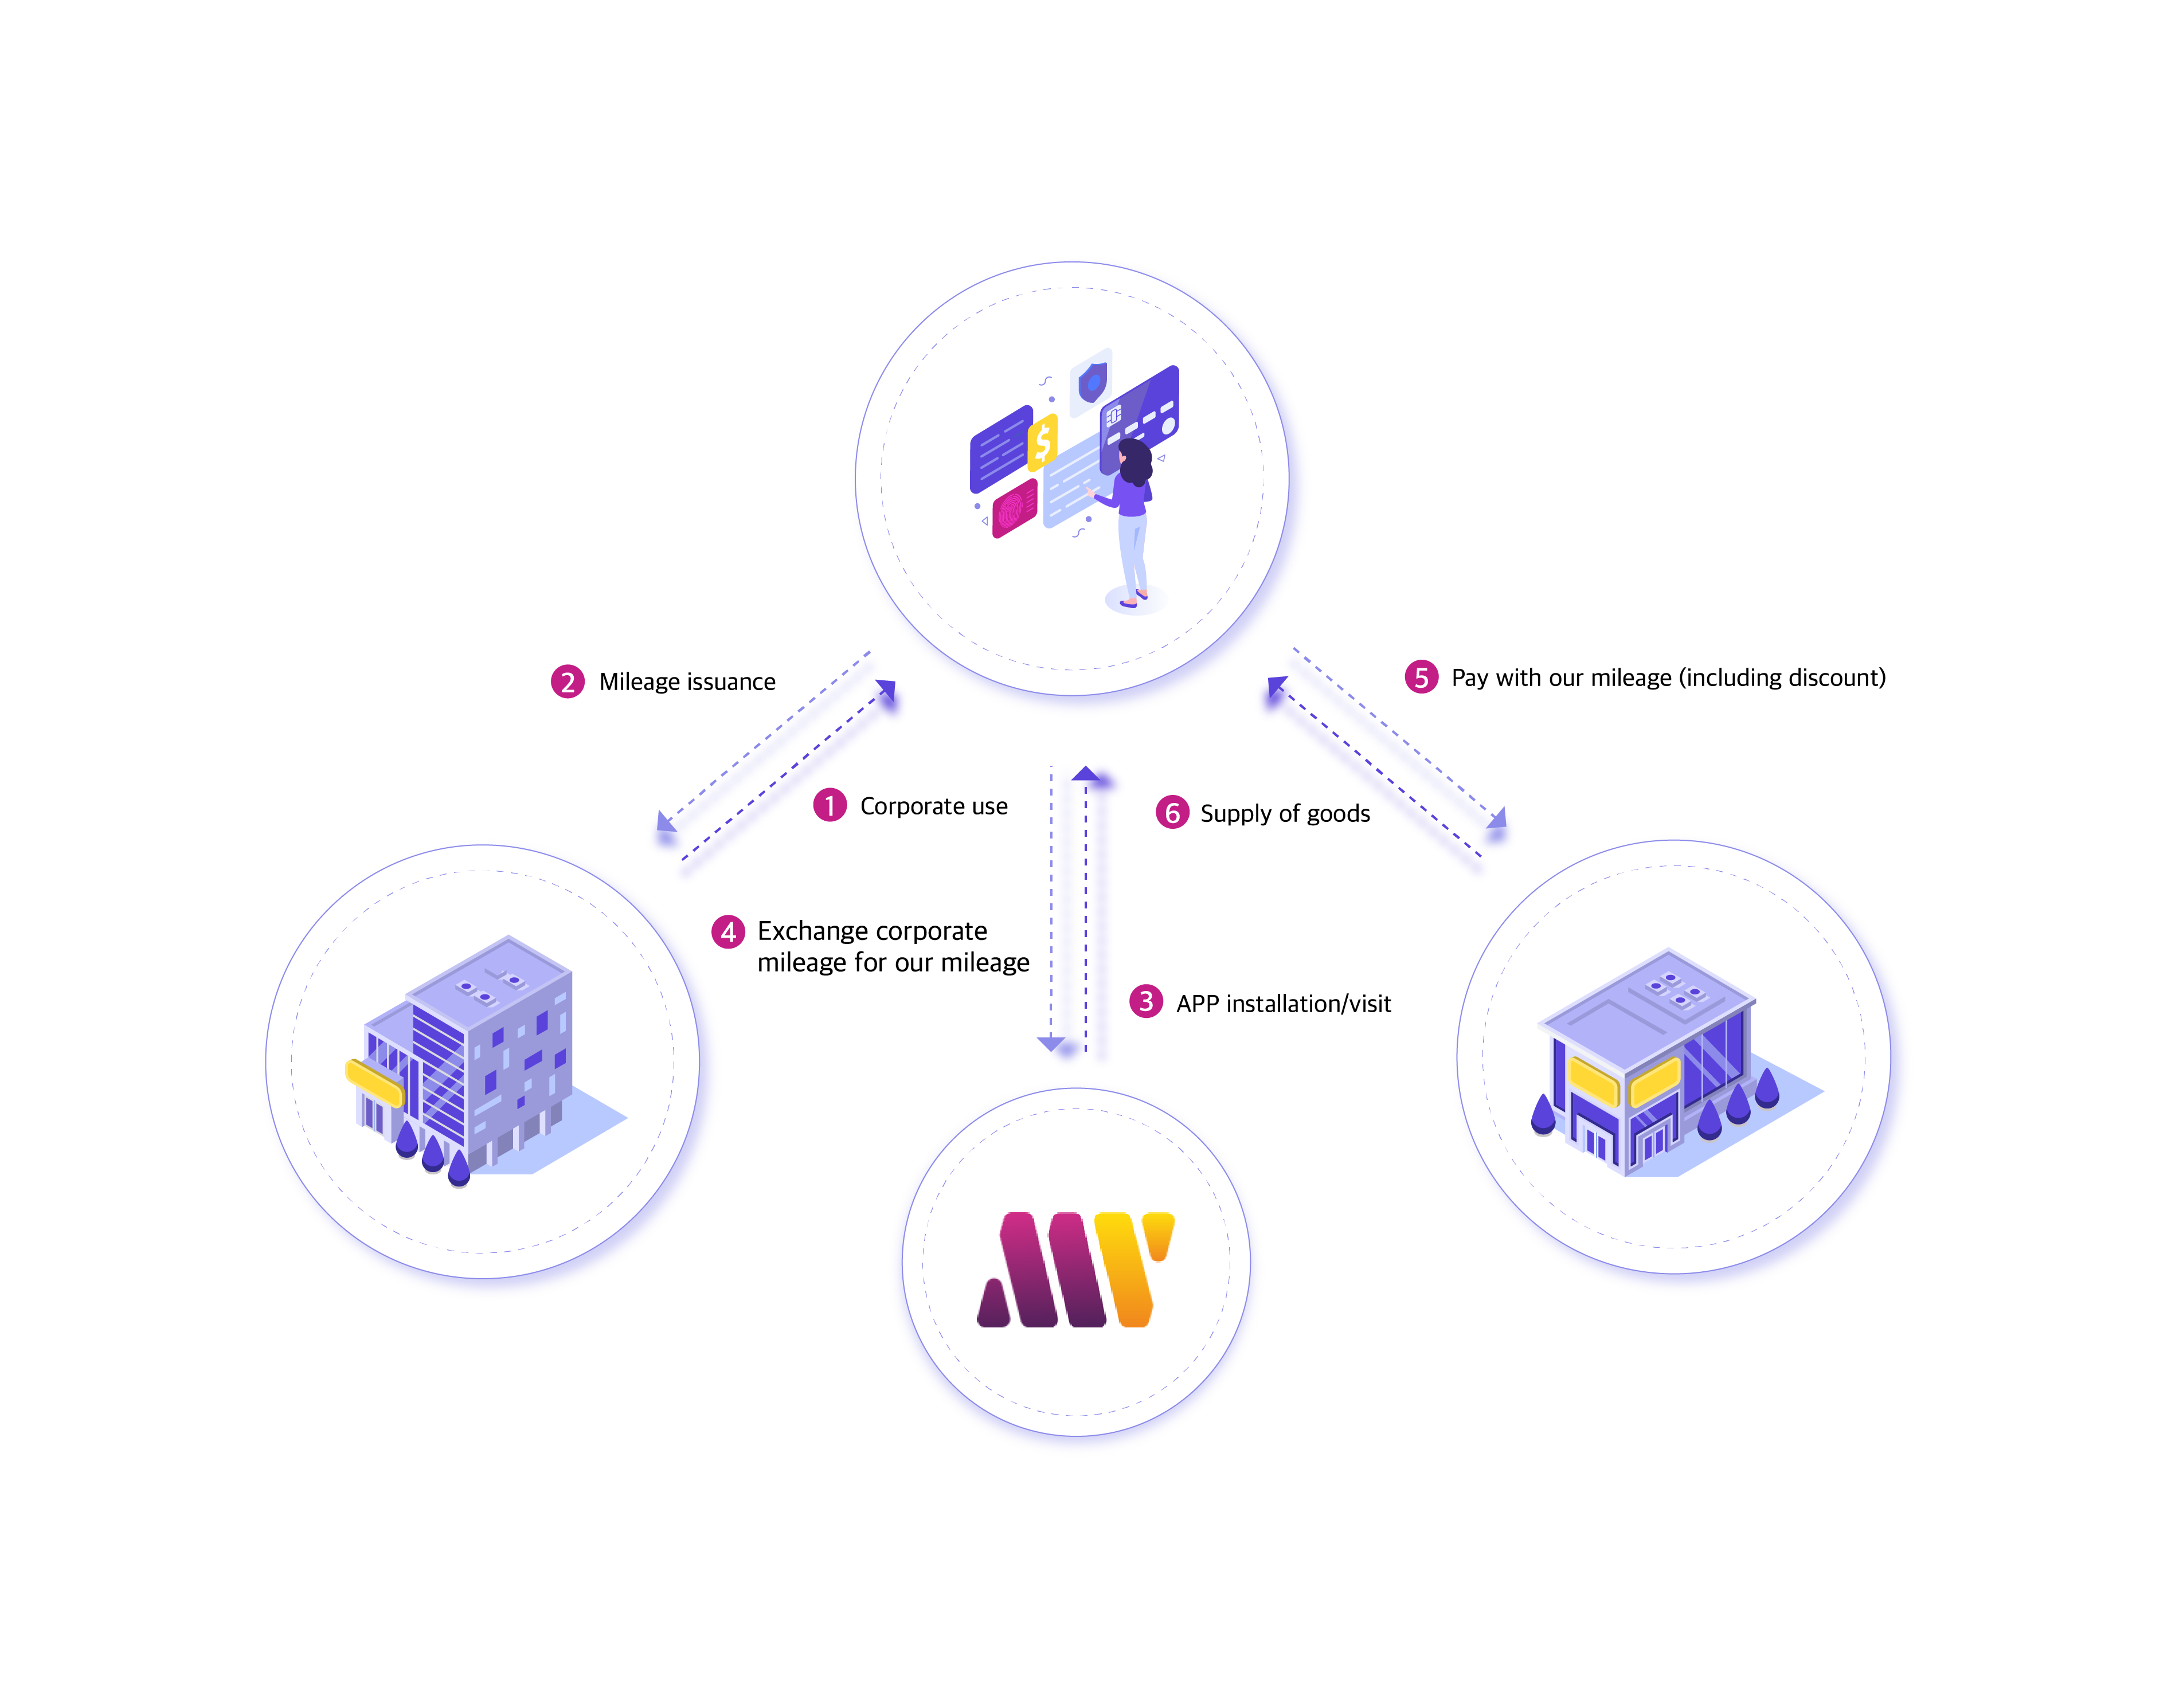 2 Mileage issuance
5 Pay with our mileage (including discount)
1 Corporate use
6 Supply of goods
4 Exchange corporate
mileage for our mileage
3 APP installation/visit
$